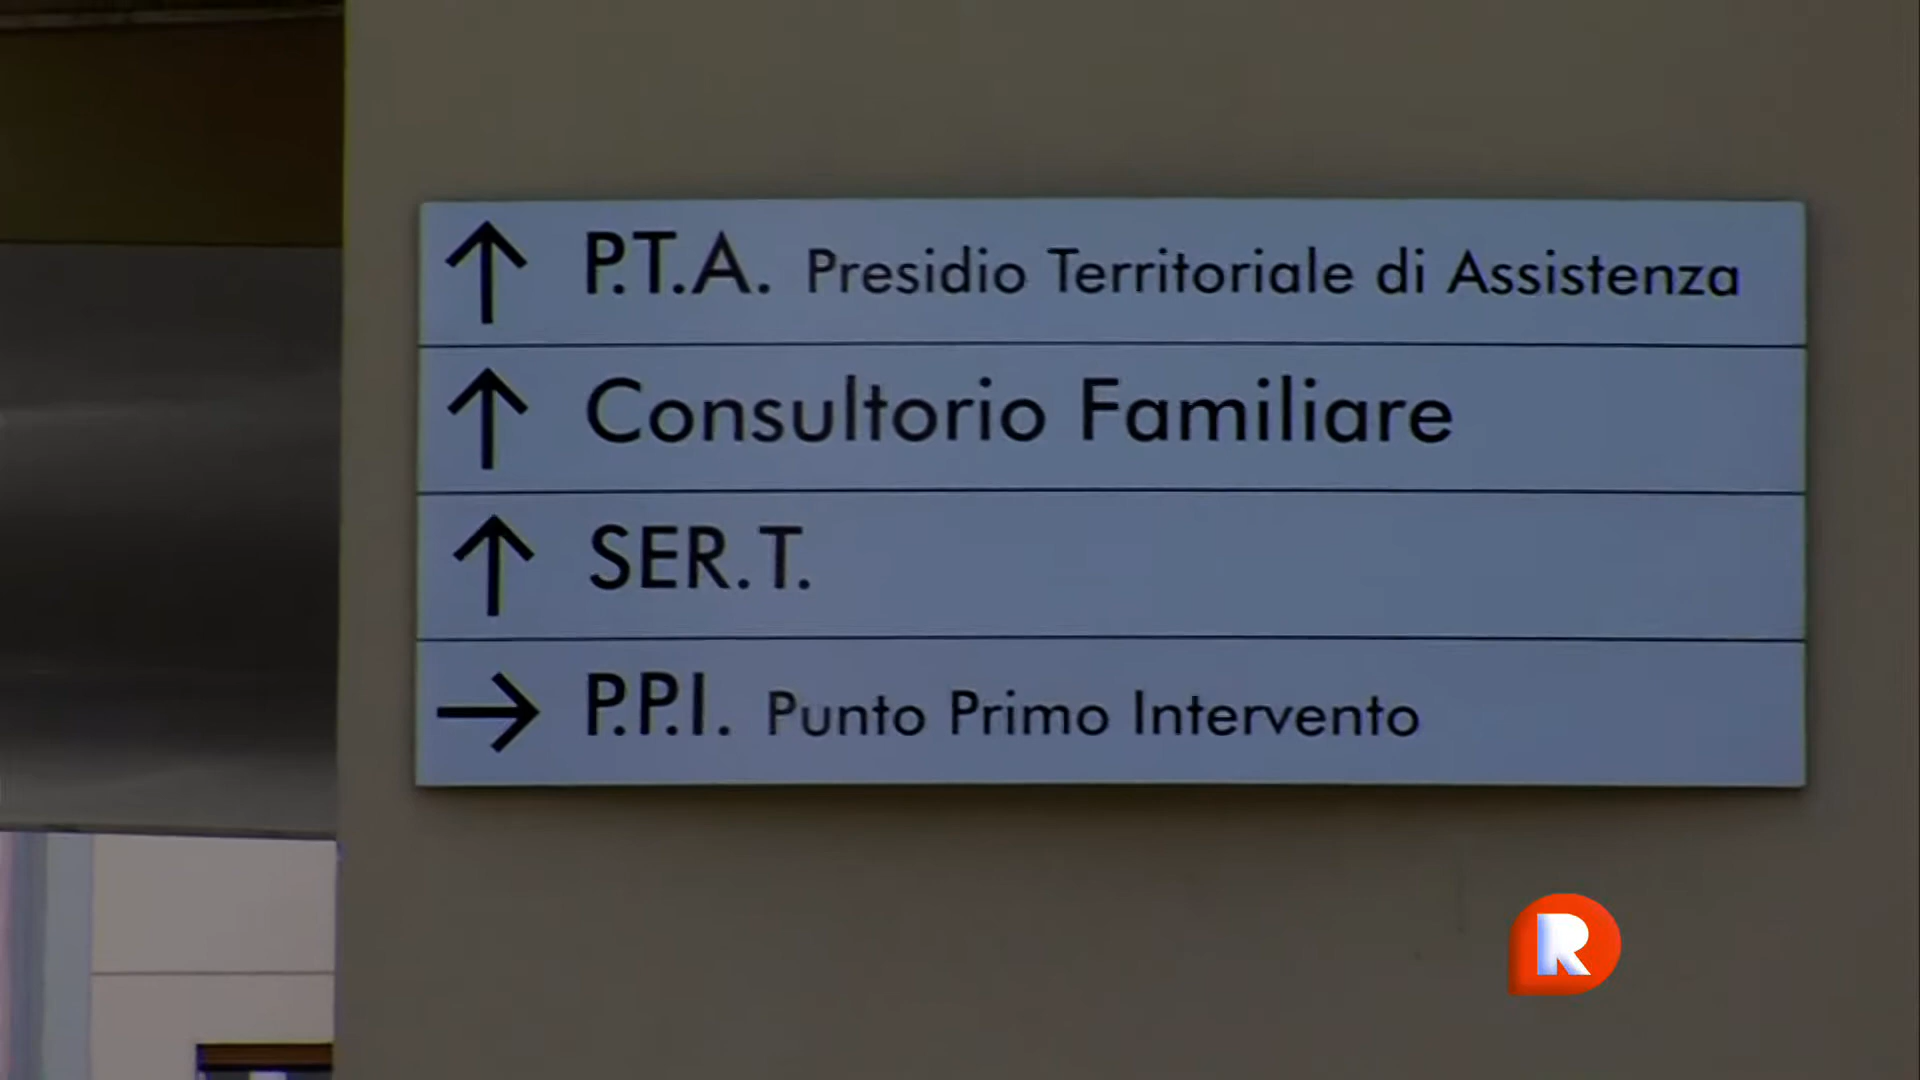 P.T.A. Presidio Territoriale di Assistenza
Consultorio Familiare
SER.T.
P.P.I. Punto Primo Intervento
R